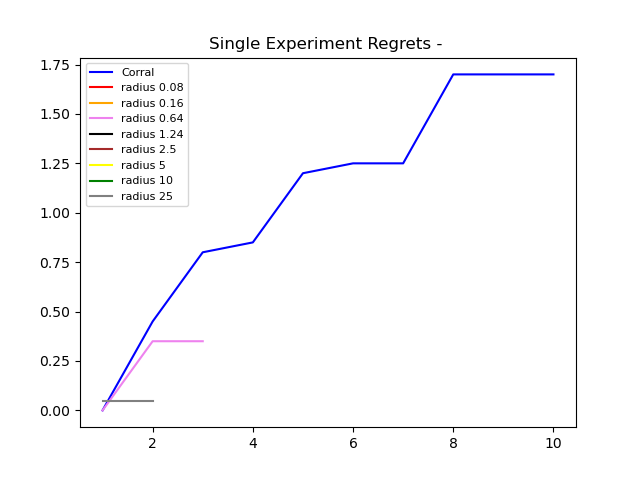 Single Experiment Regrets -
1.75
1.50
1.25
1.00
0.75
0.50
0.25
0.00
Corral
radius 0.08
radius 0.16
radius 0.64
radius 1.24
radius 2.5
radius 5
radius 10
radius 25
2 4 6 8 10